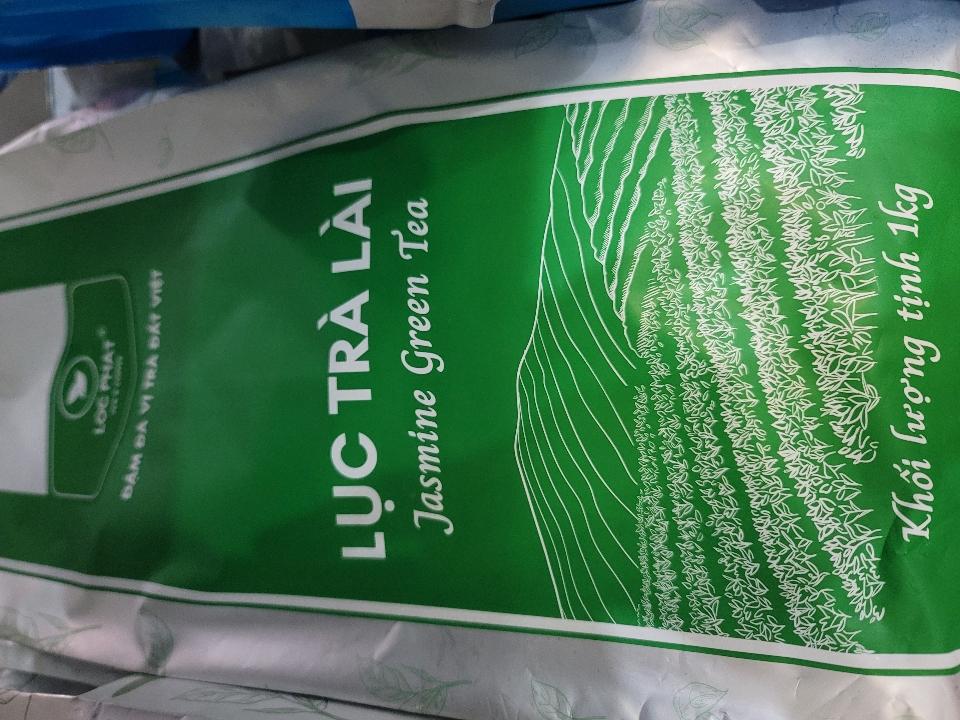 LỘC PHÁT
ĐẬM ĐÀ VỊ TRÀ ĐẤT VIỆT
LỤC TRÀ LÀI
Jasmine Green Tea
Khối lượng tịnh 1kg